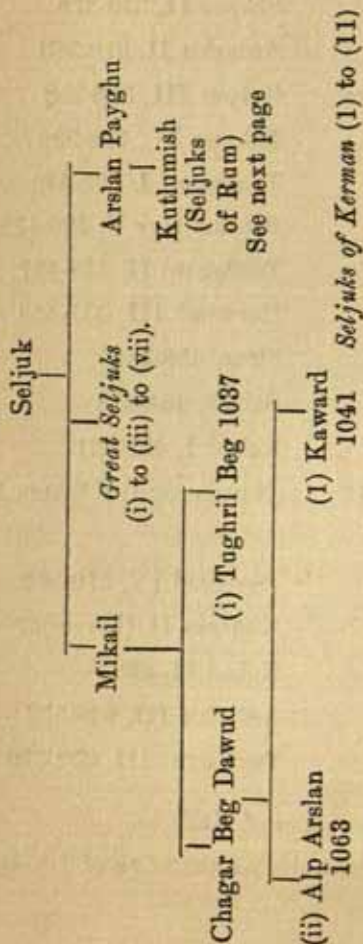 Seljuk
Mikail
Great Seljuks
(i) to (iii) to (vii).
Arslan Payghu
Kutlumish
(Seljuks
of Rum)
See next page
Chagar Beg Dawud
(i) Tughril Beg 1037
(ii) Alp Arslan
1063
(1) Kaward
1041
Seljuks of Kerman (1) to (11)